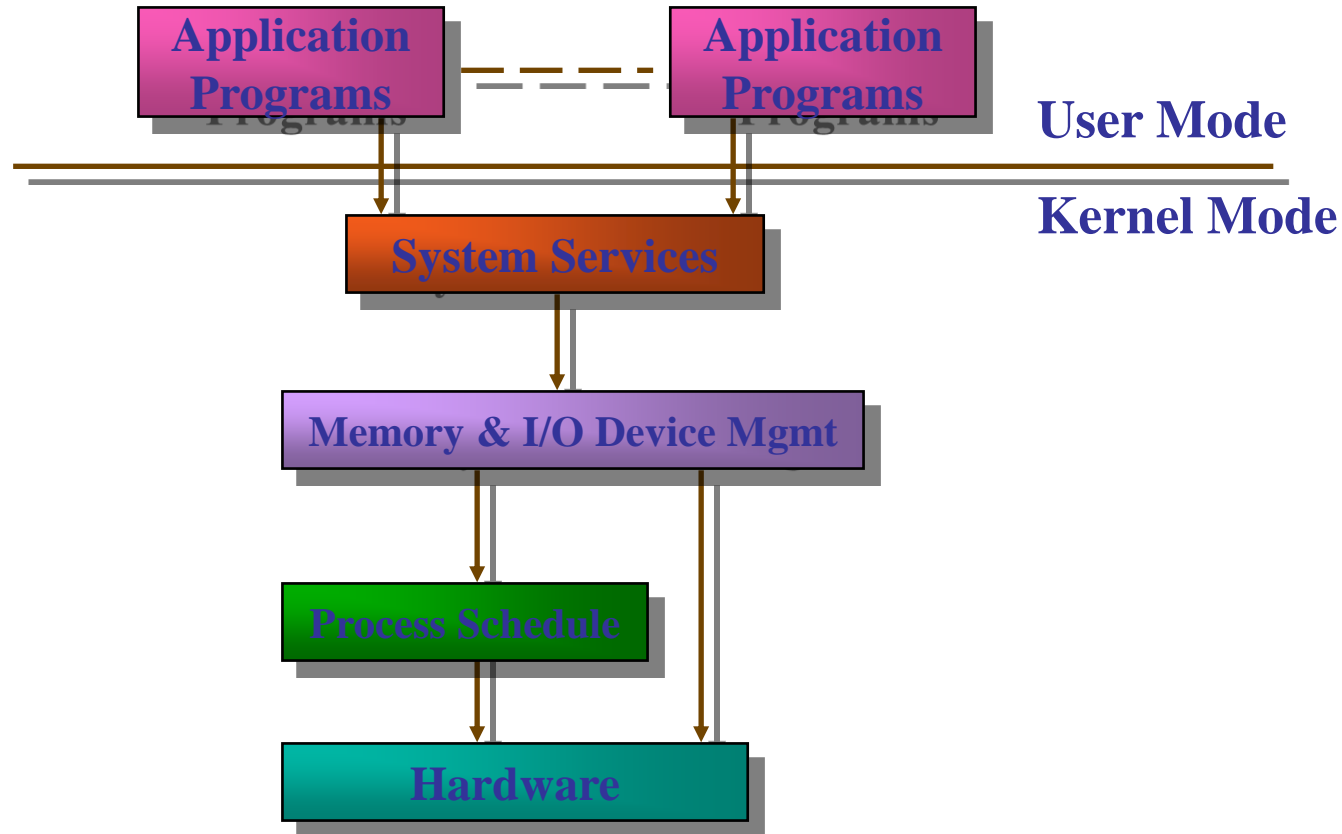 Application
Programs
Application
Programs
User Mode
Kernel Mode
System Services
Memory & I/O Device Mgmt
Process Schedule
Hardware